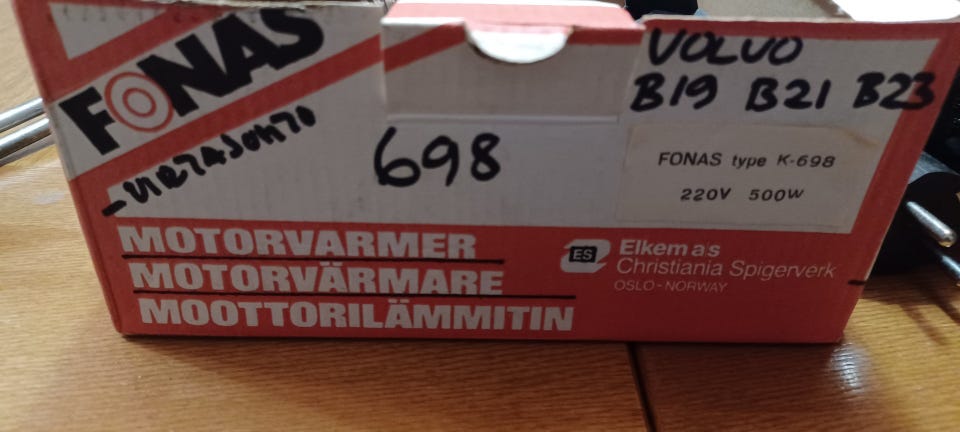 FONAS
698
VOLVO
B19 B21 B23
FONAS type K-698
220V 500W
MOTORVARMER
MOTORVÄRMARE
MOOTTORILÄMMITIN
ES
Elkem a/s
Christiania Spigerverk
OSLO - NORWAY